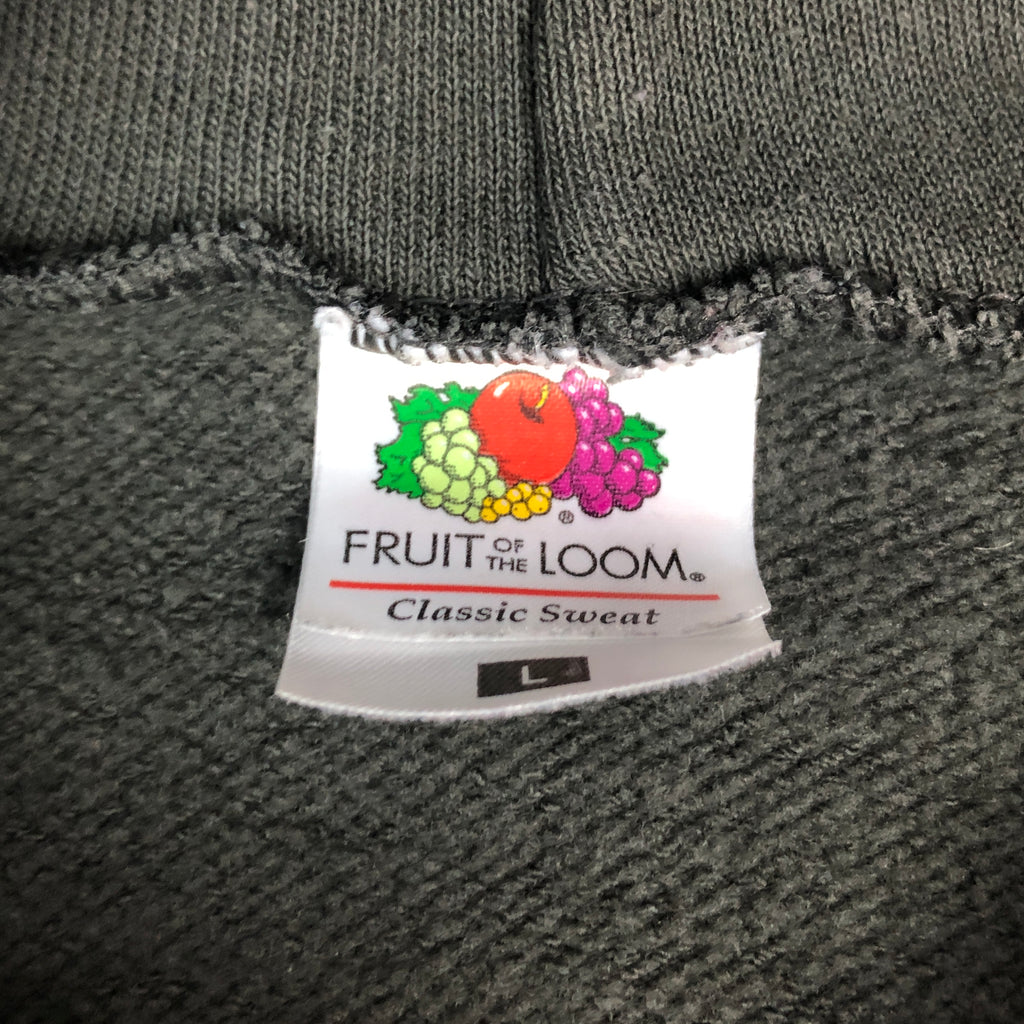 ®
FRUIT OF THE LOOM®
Classic Sweat
L